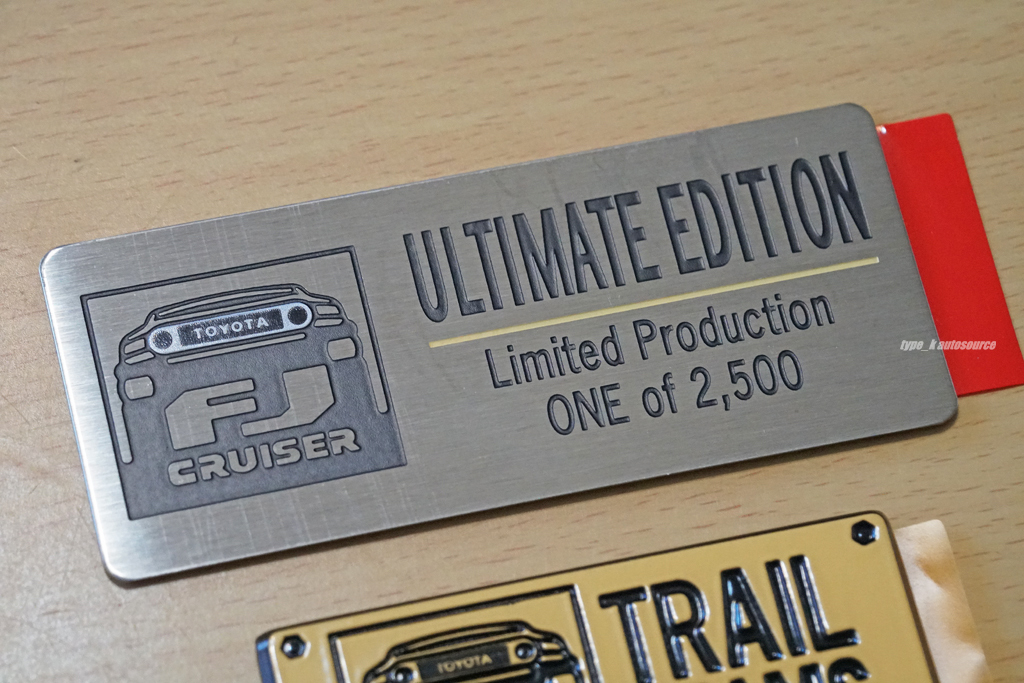 ULTIMATE EDITION
Limited Production
ONE of 2,500
TOYOTA
FJ
CRUISER
type_k autosource
TRAIL
TOYOTA